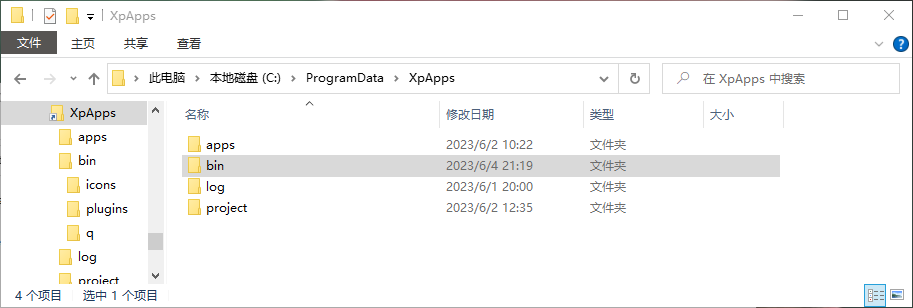 XpApps
文件 主页 共享 查看
此电脑 本地磁盘 (C:) ProgramData XpApps 在 XpApps 中搜索
XpApps
apps
bin
icons
plugins
q
log
project
名称 修改日期 类型 大小
apps 2023/6/2 10:22 文件夹
bin 2023/6/4 21:19 文件夹
log 2023/6/1 20:00 文件夹
project 2023/6/2 12:35 文件夹
4 个项目 选中 1 个项目